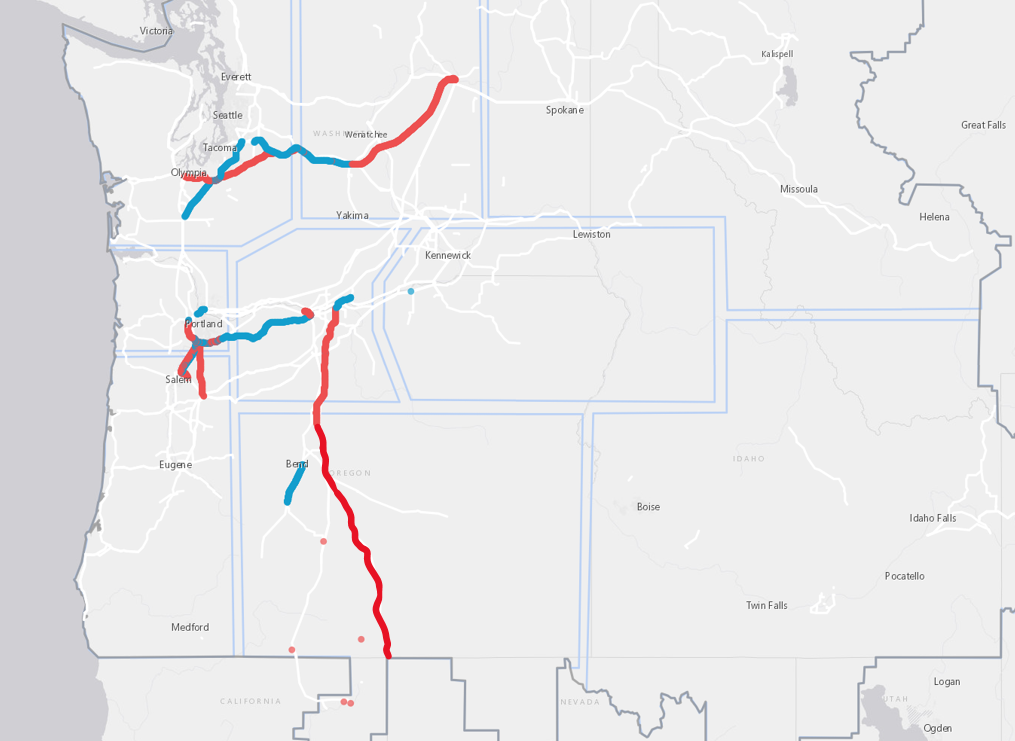 Victoria
Kalispell
Everett
Spokane
Seattle
Great Falls
WASH
Wenatchee
Tacoma
Olympia
Missoula
Yakima
Helena
Lewiston
Kennewick
Portland
Salem
IDAHO
Eugene
Bend
OREGON
Boise
Idaho Falls
Pocatello
Twin Falls
Medford
Logan
CALIFORNIA
NEVADA
UTAH
Ogden